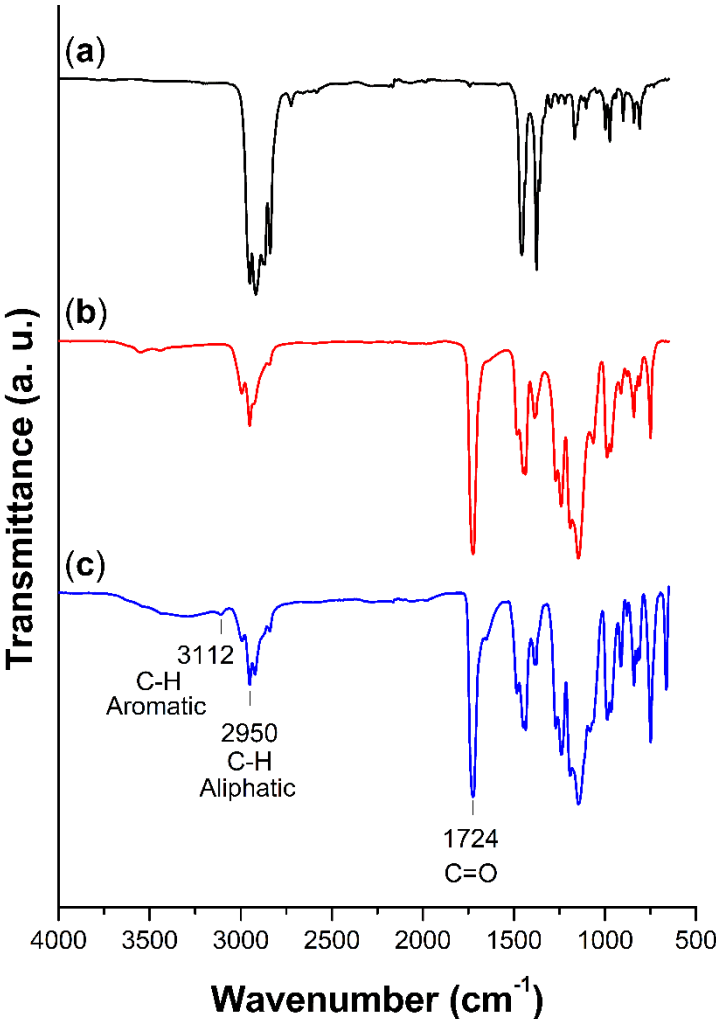 (a)
(b)
(c)
3112
C-H
Aromatic
2950
C-H
Aliphatic
1724
C=O
Transmittance (a. u.)
4000 3500 3000 2500 2000 1500 1000 500
Wavenumber (cm⁻¹)